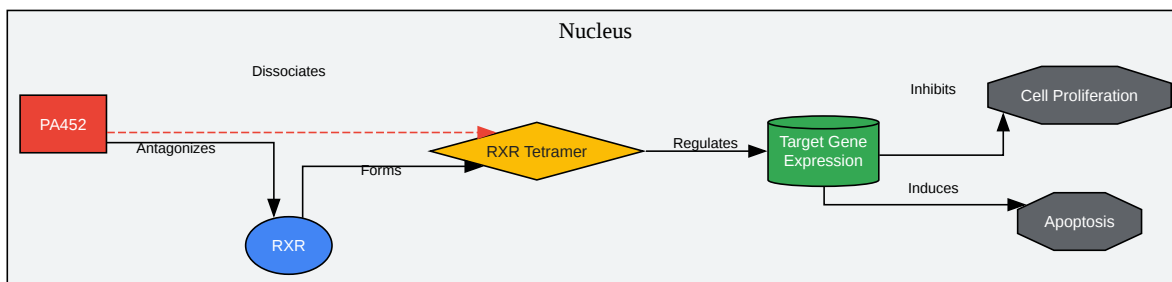 Nucleus
Dissociates
PA452
Antagonizes
RXR
Forms
RXR Tetramer
Regulates
Target Gene
Expression
Inhibits
Cell Proliferation
Induces
Apoptosis